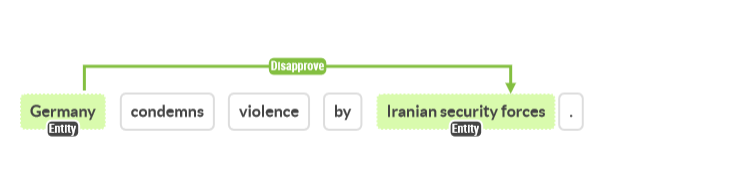 Disapprove
Germany condemns violence by Iranian security forces .
Entity Entity